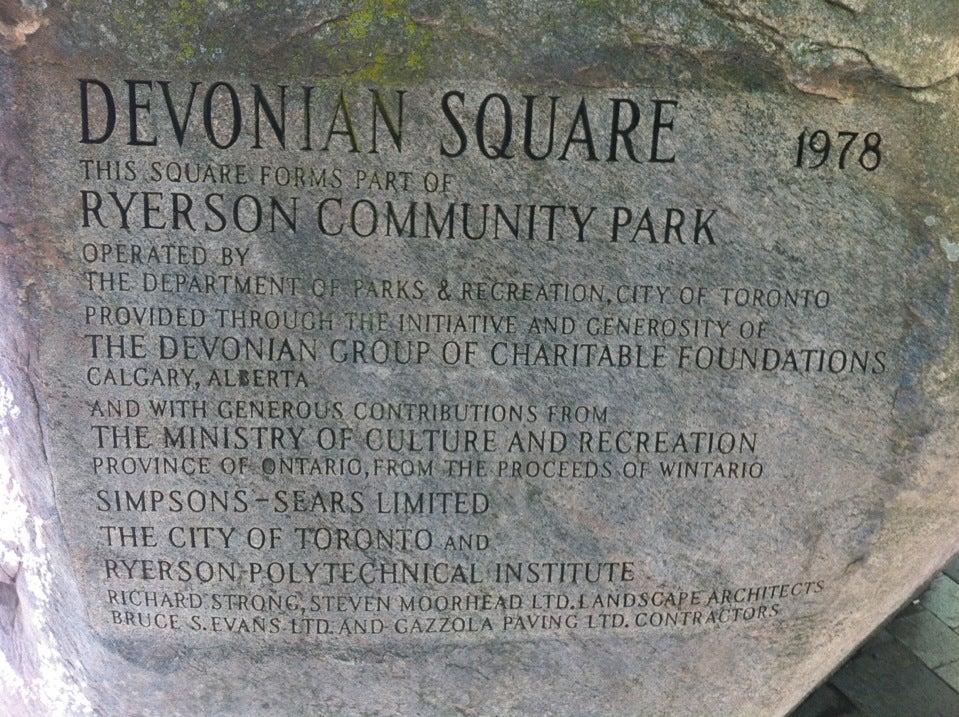 DEVONIAN SQUARE 1978
THIS SQUARE FORMS PART OF
RYERSON COMMUNITY PARK
OPERATED BY
THE DEPARTMENT OF PARKS & RECREATION, CITY OF TORONTO
PROVIDED THROUGH THE INITIATIVE AND GENEROSITY OF
THE DEVONIAN GROUP OF CHARITABLE FOUNDATIONS
CALGARY, ALBERTA
AND WITH GENEROUS CONTRIBUTIONS FROM
THE MINISTRY OF CULTURE AND RECREATION
PROVINCE OF ONTARIO, FROM THE PROCEEDS OF WINTARIO
SIMPSONS-SEARS LIMITED
THE CITY OF TORONTO AND
RYERSON POLYTECHNICAL INSTITUTE
RICHARD STRONG, STEVEN MOORHEAD LTD. LANDSCAPE ARCHITECTS
BRUCE S. EVANS LTD. AND GAZZOLA PAVING LTD. CONTRACTORS